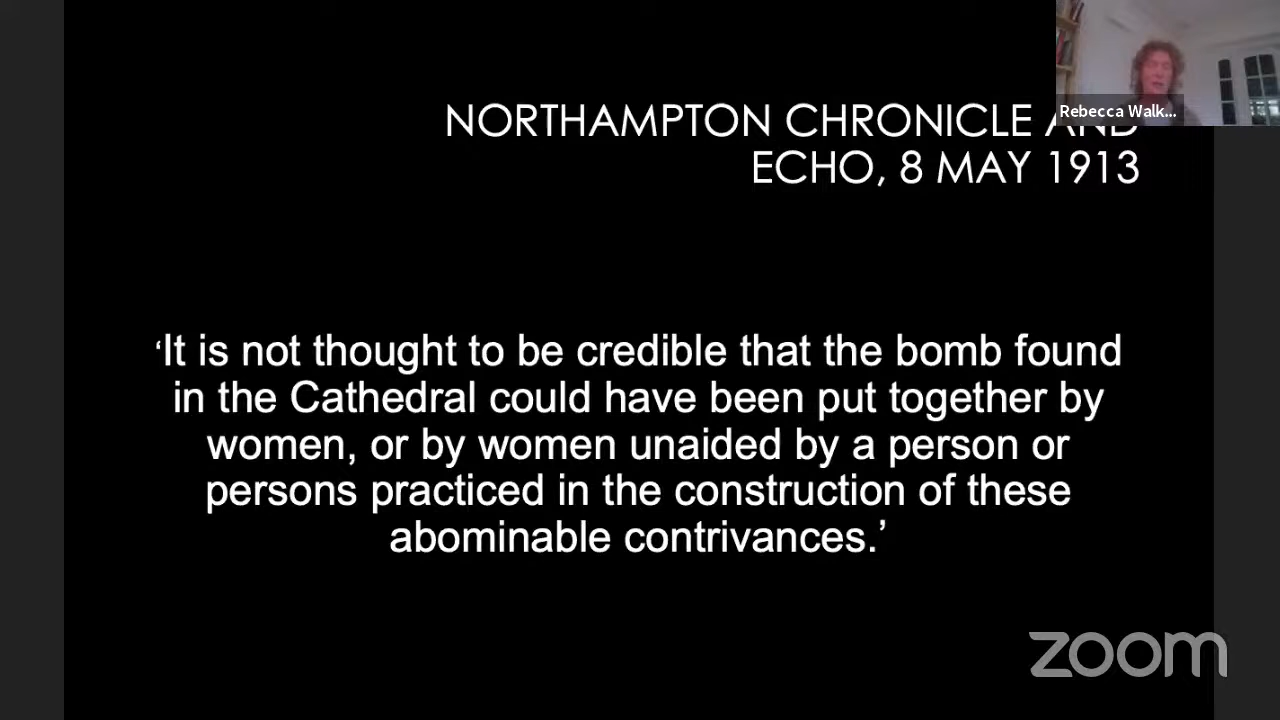 NORTHAMPTON CHRONICLE AND
ECHO, 8 MAY 1913
Rebecca Walk...
‘It is not thought to be credible that the bomb found
in the Cathedral could have been put together by
women, or by women unaided by a person or
persons practiced in the construction of these
abominable contrivances.’
zoom